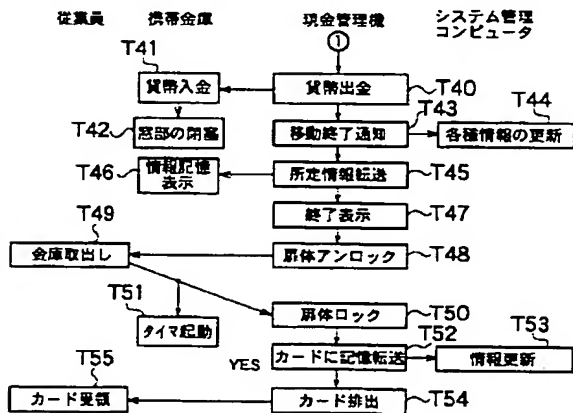 従業員
携帯金庫
現金管理機
システム管理
コンピュータ
①
T41
貨幣入金
貨幣出金
T40
T42
窓部の閉塞
T43
移動終了通知
T44
各種情報の更新
T46
情報記憶
表示
所定情報転送
T45
終了表示
T47
T49
金庫取出し
扉体アンロック
T48
T51
タイマ起動
扉体ロック
T50
T52
カードに記憶転送
T53
情報更新
YES
T55
カード受領
カード排出
T54